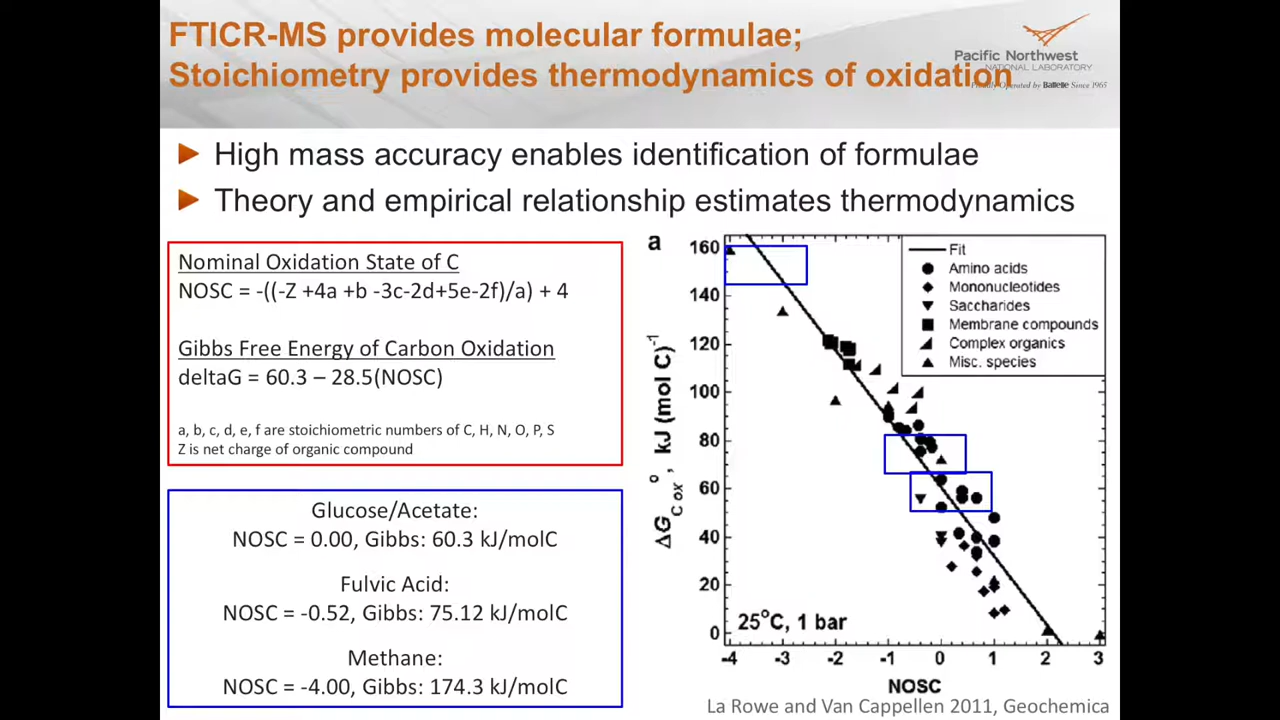 FTICR-MS provides molecular formulae;
Stoichiometry provides thermodynamics of oxidation
Pacific Northwest
NATIONAL LABORATORY
Proudly Operated by Battelle Since 1965
High mass accuracy enables identification of formulae
Theory and empirical relationship estimates thermodynamics
Nominal Oxidation State of C
NOSC = -((-Z +4a +b -3c-2d+5e-2f)/a) + 4
Gibbs Free Energy of Carbon Oxidation
deltaG = 60.3 – 28.5(NOSC)
a, b, c, d, e, f are stoichiometric numbers of C, H, N, O, P, S
Z is net charge of organic compound
Glucose/Acetate:
NOSC = 0.00, Gibbs: 60.3 kJ/molC
Fulvic Acid:
NOSC = -0.52, Gibbs: 75.12 kJ/molC
Methane:
NOSC = -4.00, Gibbs: 174.3 kJ/molC
a
160
140
120
100
80
60
40
20
0
ΔG°C ox, kJ (mol C)⁻¹
Fit
Amino acids
Mononucleotides
Saccharides
Membrane compounds
Complex organics
Misc. species
25°C, 1 bar
-4 -3 -2 -1 0 1 2 3
NOSC
La Rowe and Van Cappellen 2011, Geochemica